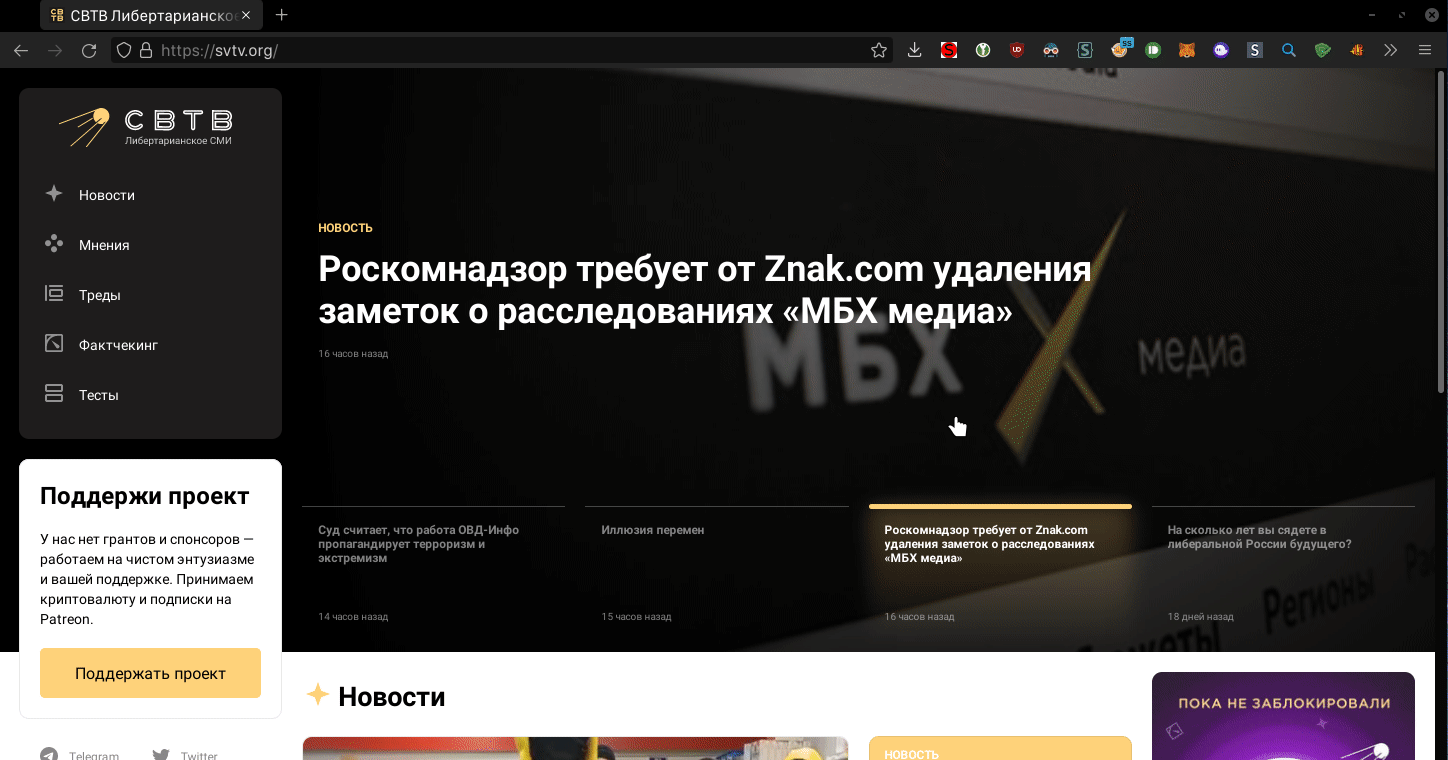 СВТВ Либертарианское
https://svtv.org/
55
СВТВ
Либертарианское СМИ
Новости
Мнения
Треды
Фактчекинг
Тесты
НОВОСТЬ
Роскомнадзор требует от Znak.com удаления
заметок о расследованиях «МБХ медиа»
16 часов назад
МБХ медиа
Суд считает, что работа ОВД-Инфо
пропагандирует терроризм и
экстремизм
14 часов назад
Иллюзия перемен
15 часов назад
Роскомнадзор требует от Znak.com
удаления заметок о расследованиях
«МБХ медиа»
16 часов назад
На сколько лет вы сядете в
либеральной России будущего?
18 дней назад
Регионы
Поддержи проект
У нас нет грантов и спонсоров —
работаем на чистом энтузиазме
и вашей поддержке. Принимаем
криптовалюту и подписки на
Patreon.
Поддержать проект
Telegram
Twitter
Новости
НОВОСТЬ
ПОКА НЕ ЗАБЛОКИРОВАЛИ